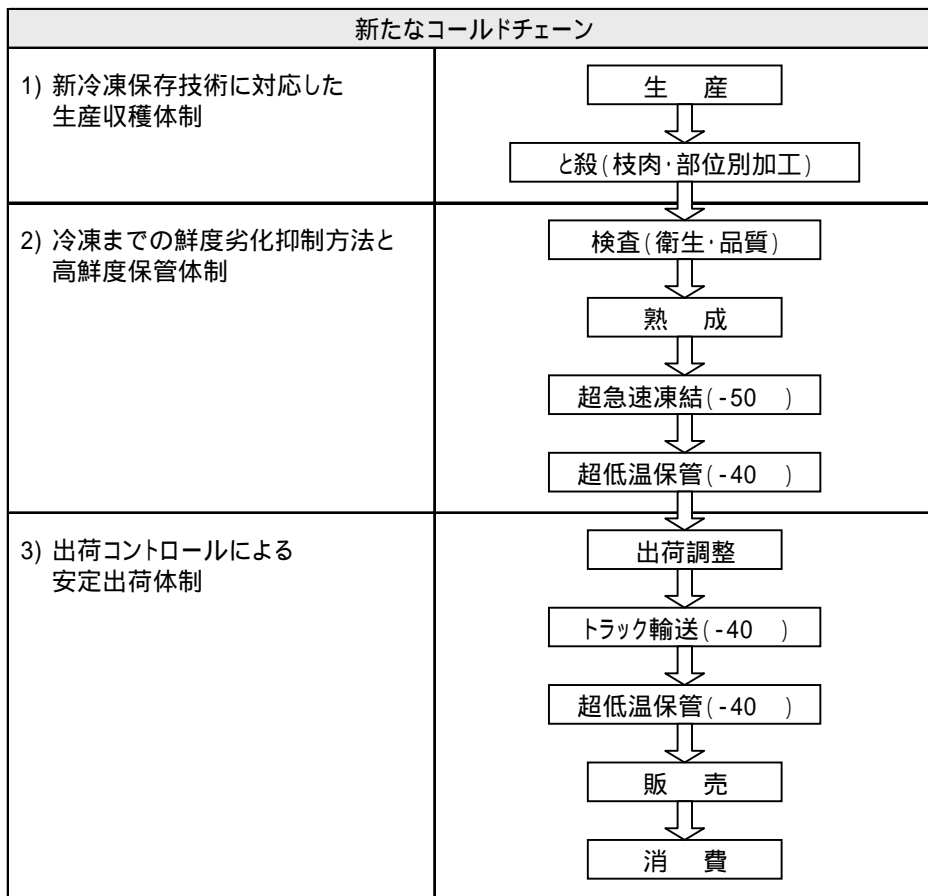 新たなコールドチェーン
1) 新冷凍保存技術に対応した
生産収穫体制
生　産
と殺(枝肉･部位別加工)
2) 冷凍までの鮮度劣化抑制方法と
高鮮度保管体制
検査(衛生･品質)
熟　成
超急速凍結(-50　)
超低温保管(-40　)
3) 出荷コントロールによる
安定出荷体制
出荷調整
トラック輸送(-40　)
超低温保管(-40　)
販　売
消　費